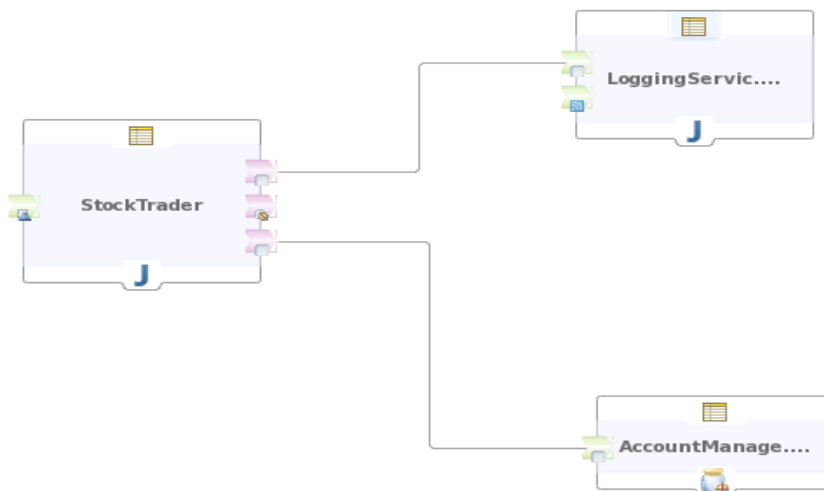 LoggingServic....
StockTrader
J
J
AccountManage....